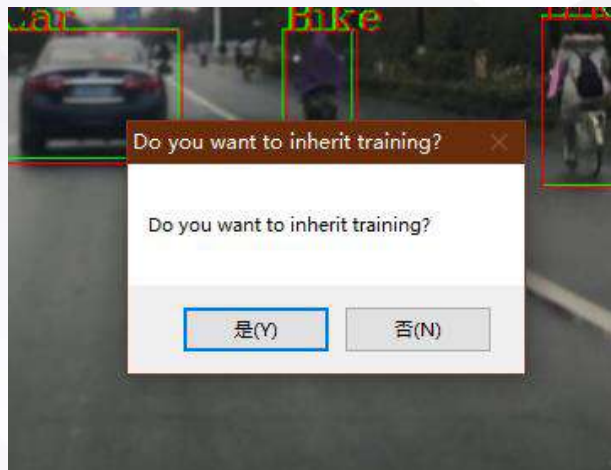 Car
Bike
Do you want to inherit training?
Do you want to inherit training?
是(Y)
否(N)